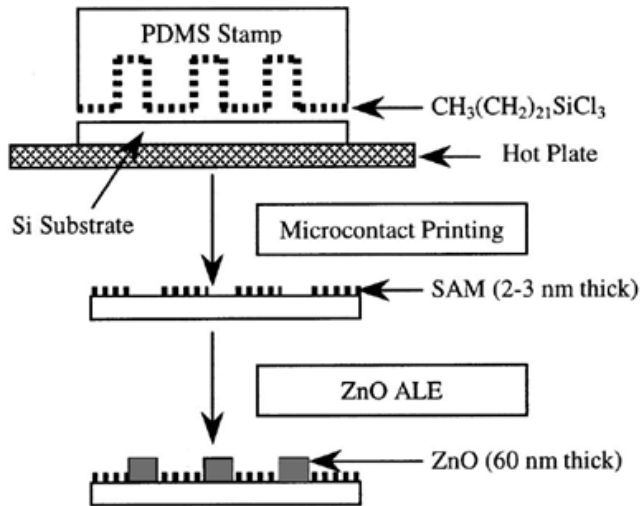 PDMS Stamp
CH3(CH2)21SiCl3
Hot Plate
Si Substrate
Microcontact Printing
SAM (2-3 nm thick)
ZnO ALE
ZnO (60 nm thick)